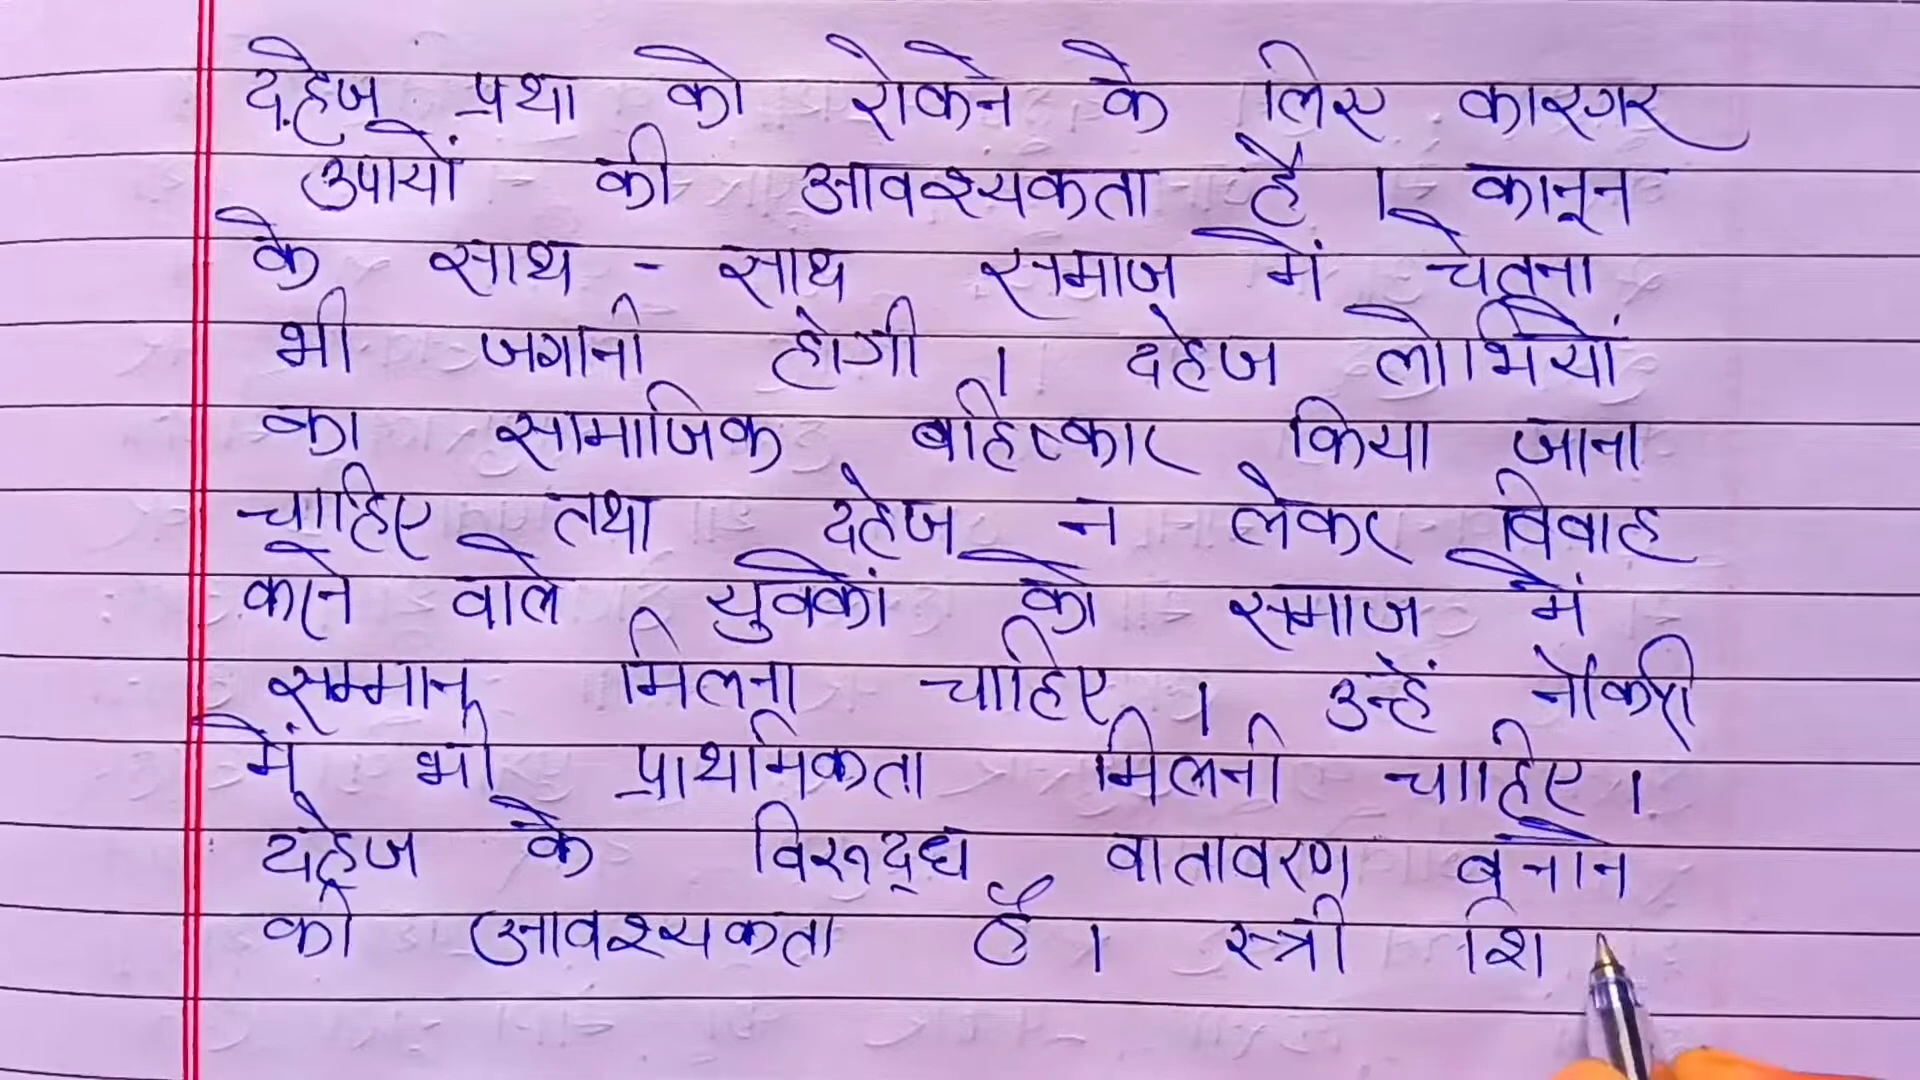 दहेज प्रथा को रोकने के लिए कारगर
उपायों की आवश्यकता है । कानून
के साथ - साथ समाज में चेतना
भी जगानी होगी । दहेज लोभियों
का सामाजिक बहिष्कार किया जाना
चाहिए तथा दहेज न लेकर विवाह
करने वाले युवकों को समाज में
सम्मान मिलना चाहिए । उन्हें नौकरी
में भी प्राथमिकता मिलनी चाहिए ।
दहेज के विरूद्ध वातावरण बनाने
की आवश्यकता है । स्त्री शि